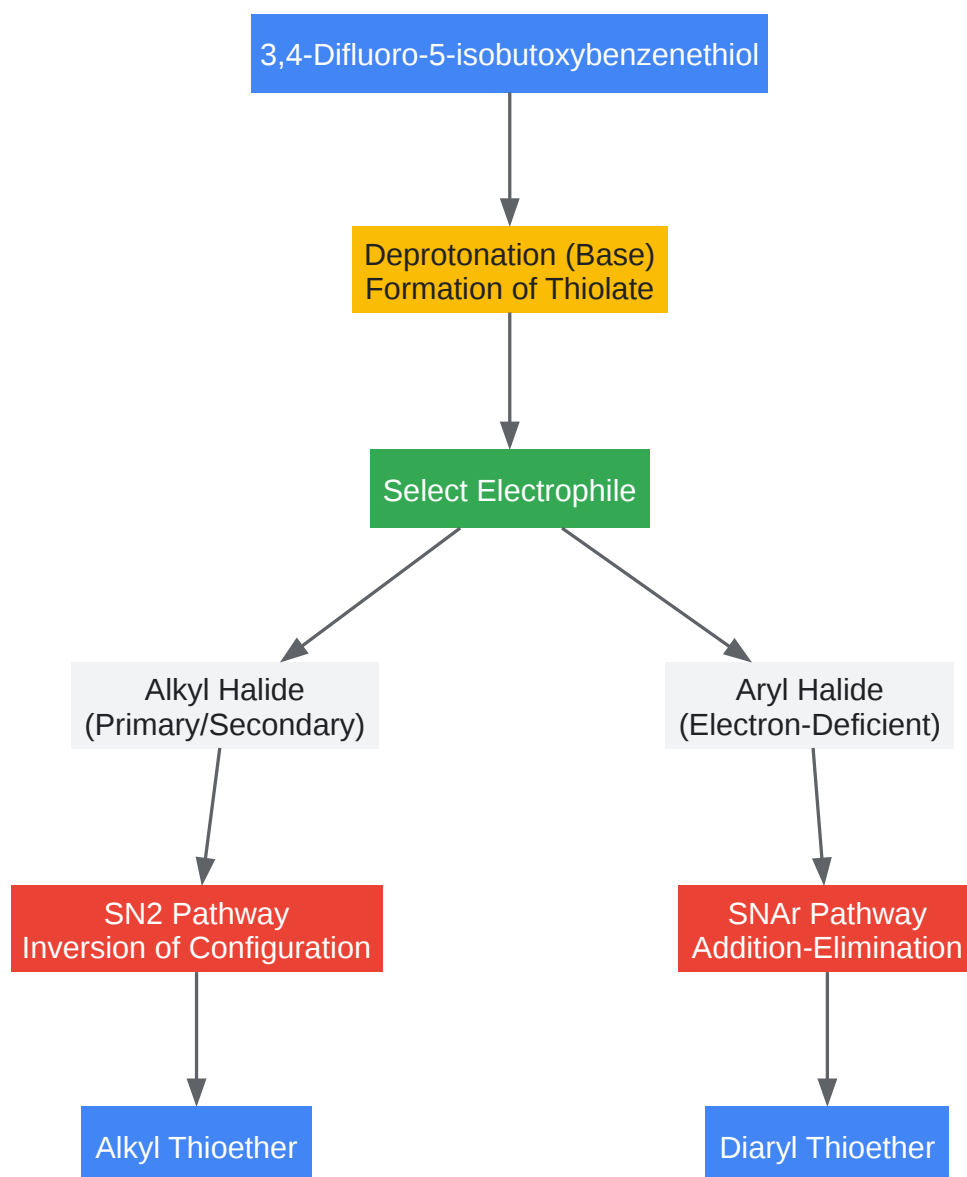 3,4-Difluoro-5-isobutoxybenzenethiol
Deprotonation (Base)
Formation of Thiolate
Select Electrophile
Alkyl Halide
(Primary/Secondary)
Aryl Halide
(Electron-Deficient)
SN2 Pathway
Inversion of Configuration
SNAr Pathway
Addition-Elimination
Alkyl Thioether
Diaryl Thioether